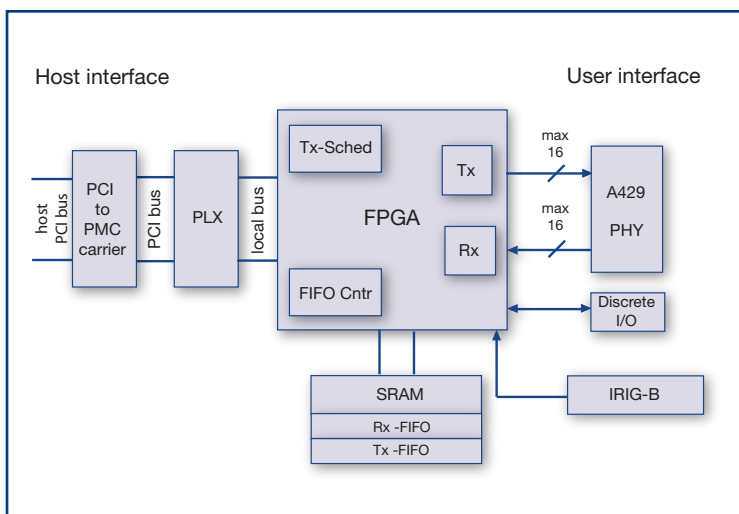 Host interface
User interface
host
PCI bus
PCI
to
PMC
carrier
PCI bus
PLX
local bus
Tx-Sched
FPGA
FIFO Cntr
Tx
Rx
max
16
max
16
A429
PHY
Discrete
I/O
IRIG-B
SRAM
Rx -FIFO
Tx -FIFO